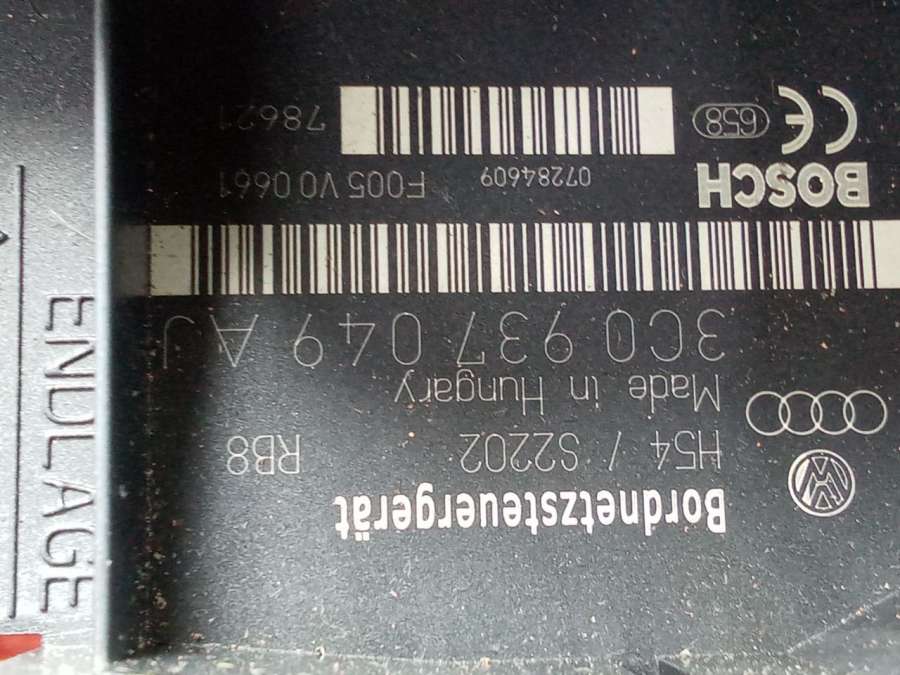 Bordnetzsteuergerät
H54 / S2202 RB8
Made in Hungary
3C0 937 049 AJ
BOSCH 07284609 F005 V0 0661
CE 658 78621
ENDLAGE